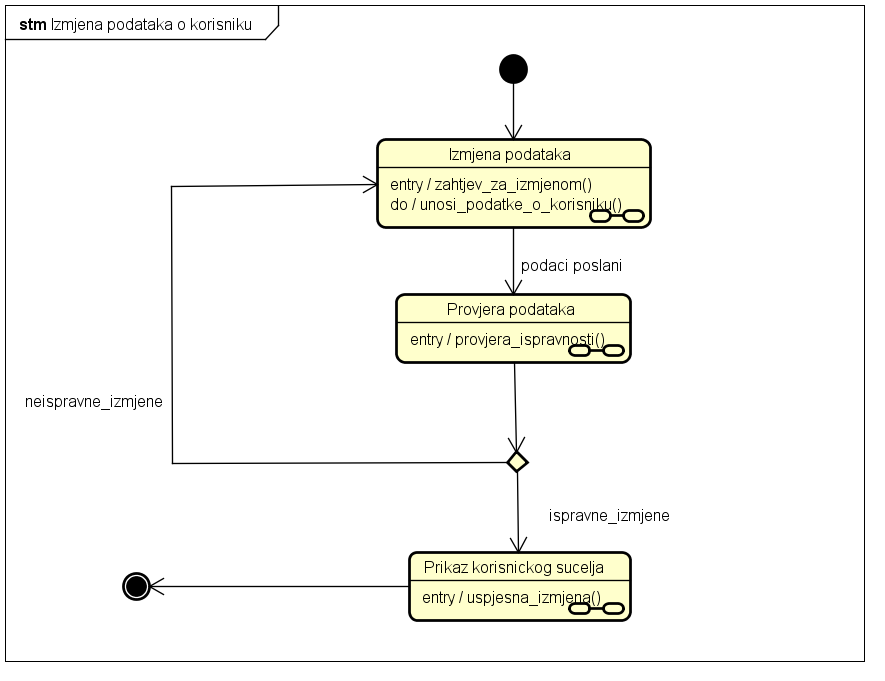 stm Izmjena podataka o korisniku
Izmjena podataka
entry / zahtjev_za_izmjenom()
do / unosi_podatke_o_korisniku()
podaci poslani
Provjera podataka
entry / provjera_ispravnosti()
neispravne_izmjene
ispravne_izmjene
Prikaz korisnickog sucelja
entry / uspjesna_izmjena()